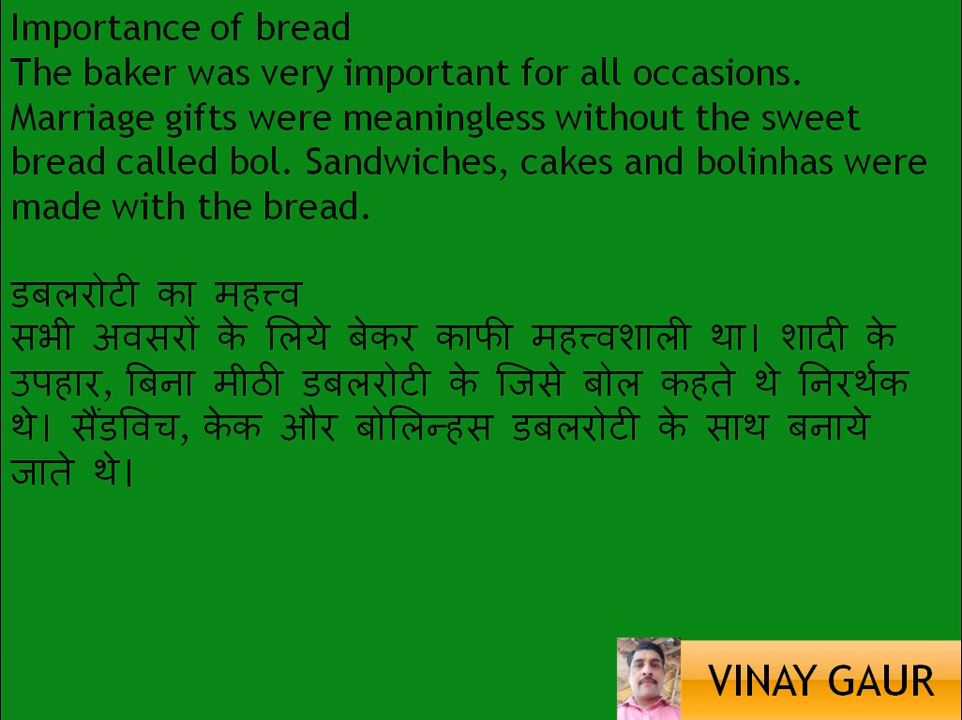 Importance of bread
The baker was very important for all occasions.
Marriage gifts were meaningless without the sweet
bread called bol. Sandwiches, cakes and bolinhas were
made with the bread.
डबलरोटी का महत्त्व
सभी अवसरों के लिये बेकर काफी महत्त्वशाली था। शादी के
उपहार, बिना मीठी डबलरोटी के जिसे बोल कहते थे निरर्थक
थे। सैंडविच, केक और बोलिन्हस डबलरोटी के साथ बनाये
जाते थे।
VINAY GAUR